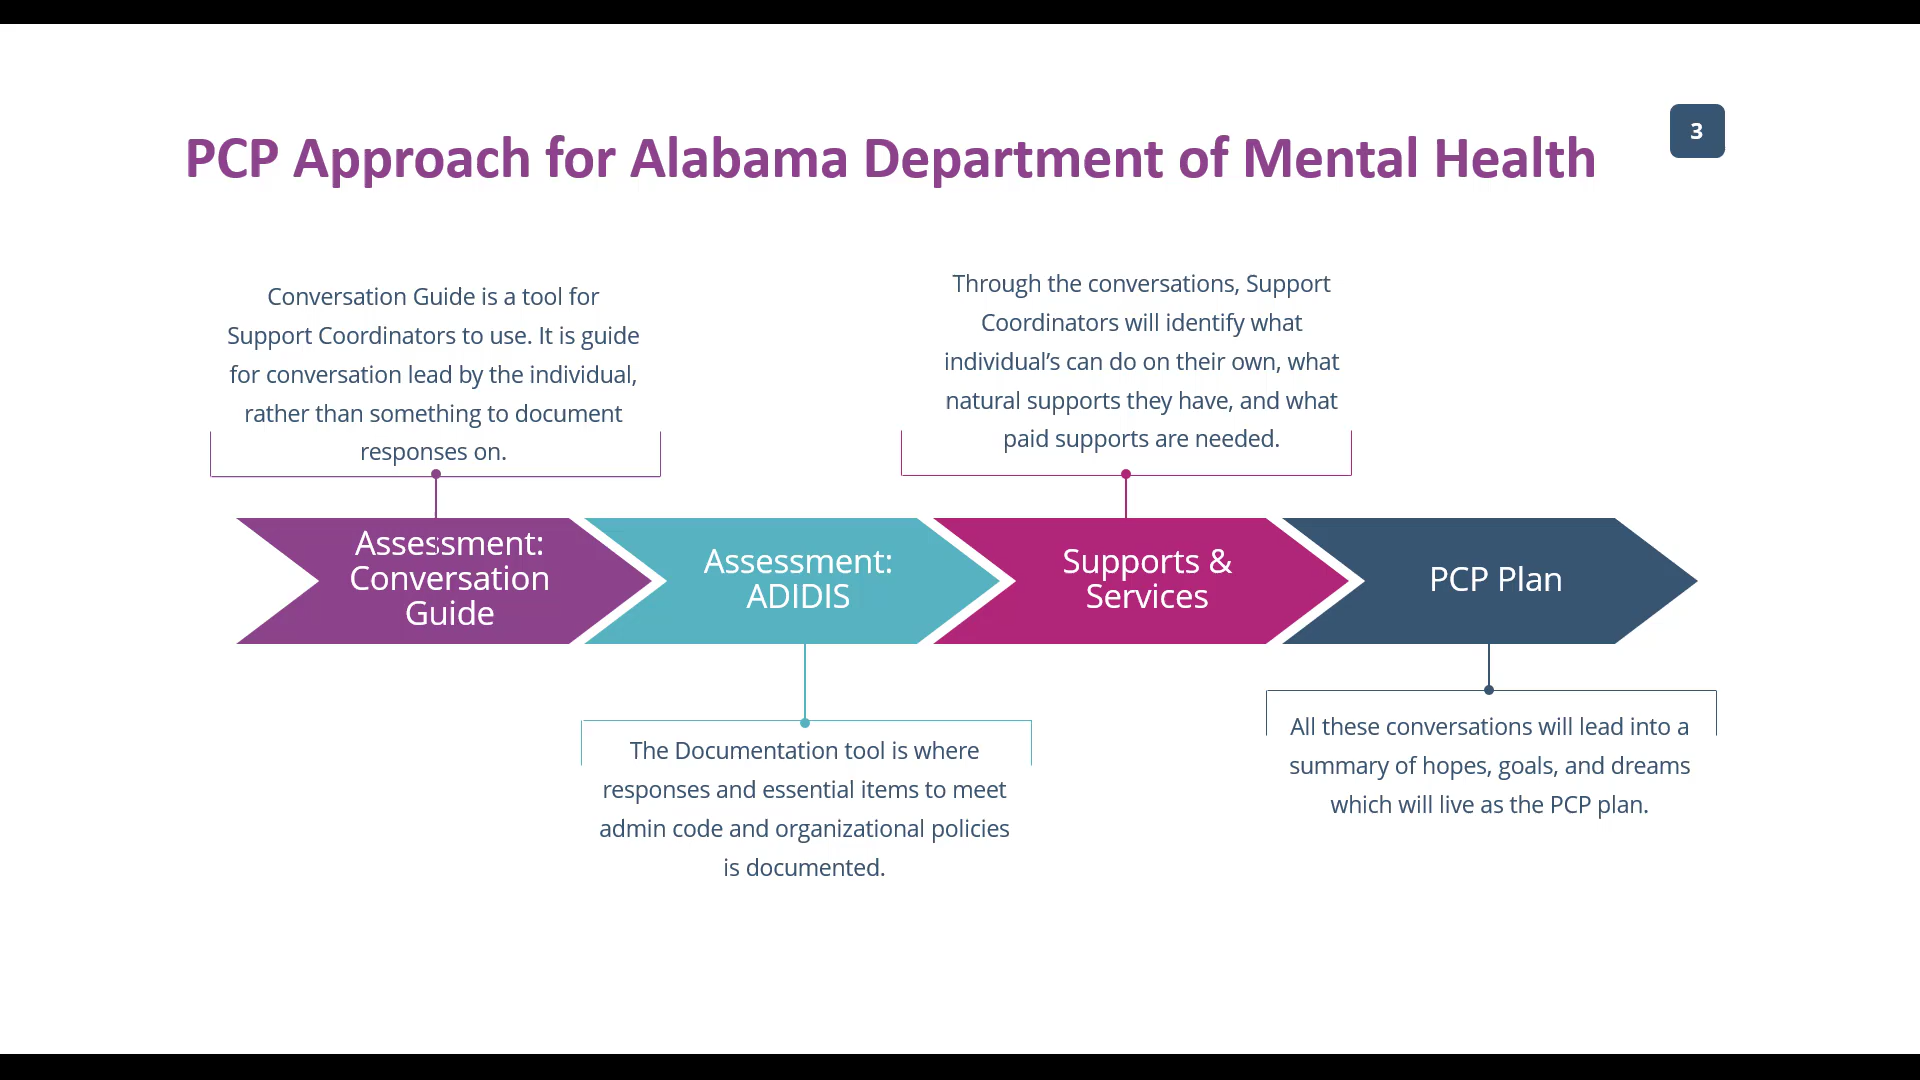 PCP Approach for Alabama Department of Mental Health
3
Conversation Guide is a tool for
Support Coordinators to use. It is guide
for conversation lead by the individual,
rather than something to document
responses on.
Through the conversations, Support
Coordinators will identify what
individual’s can do on their own, what
natural supports they have, and what
paid supports are needed.
Assessment:
Conversation
Guide
Assessment:
ADIDIS
Supports &
Services
PCP Plan
The Documentation tool is where
responses and essential items to meet
admin code and organizational policies
is documented.
All these conversations will lead into a
summary of hopes, goals, and dreams
which will live as the PCP plan.